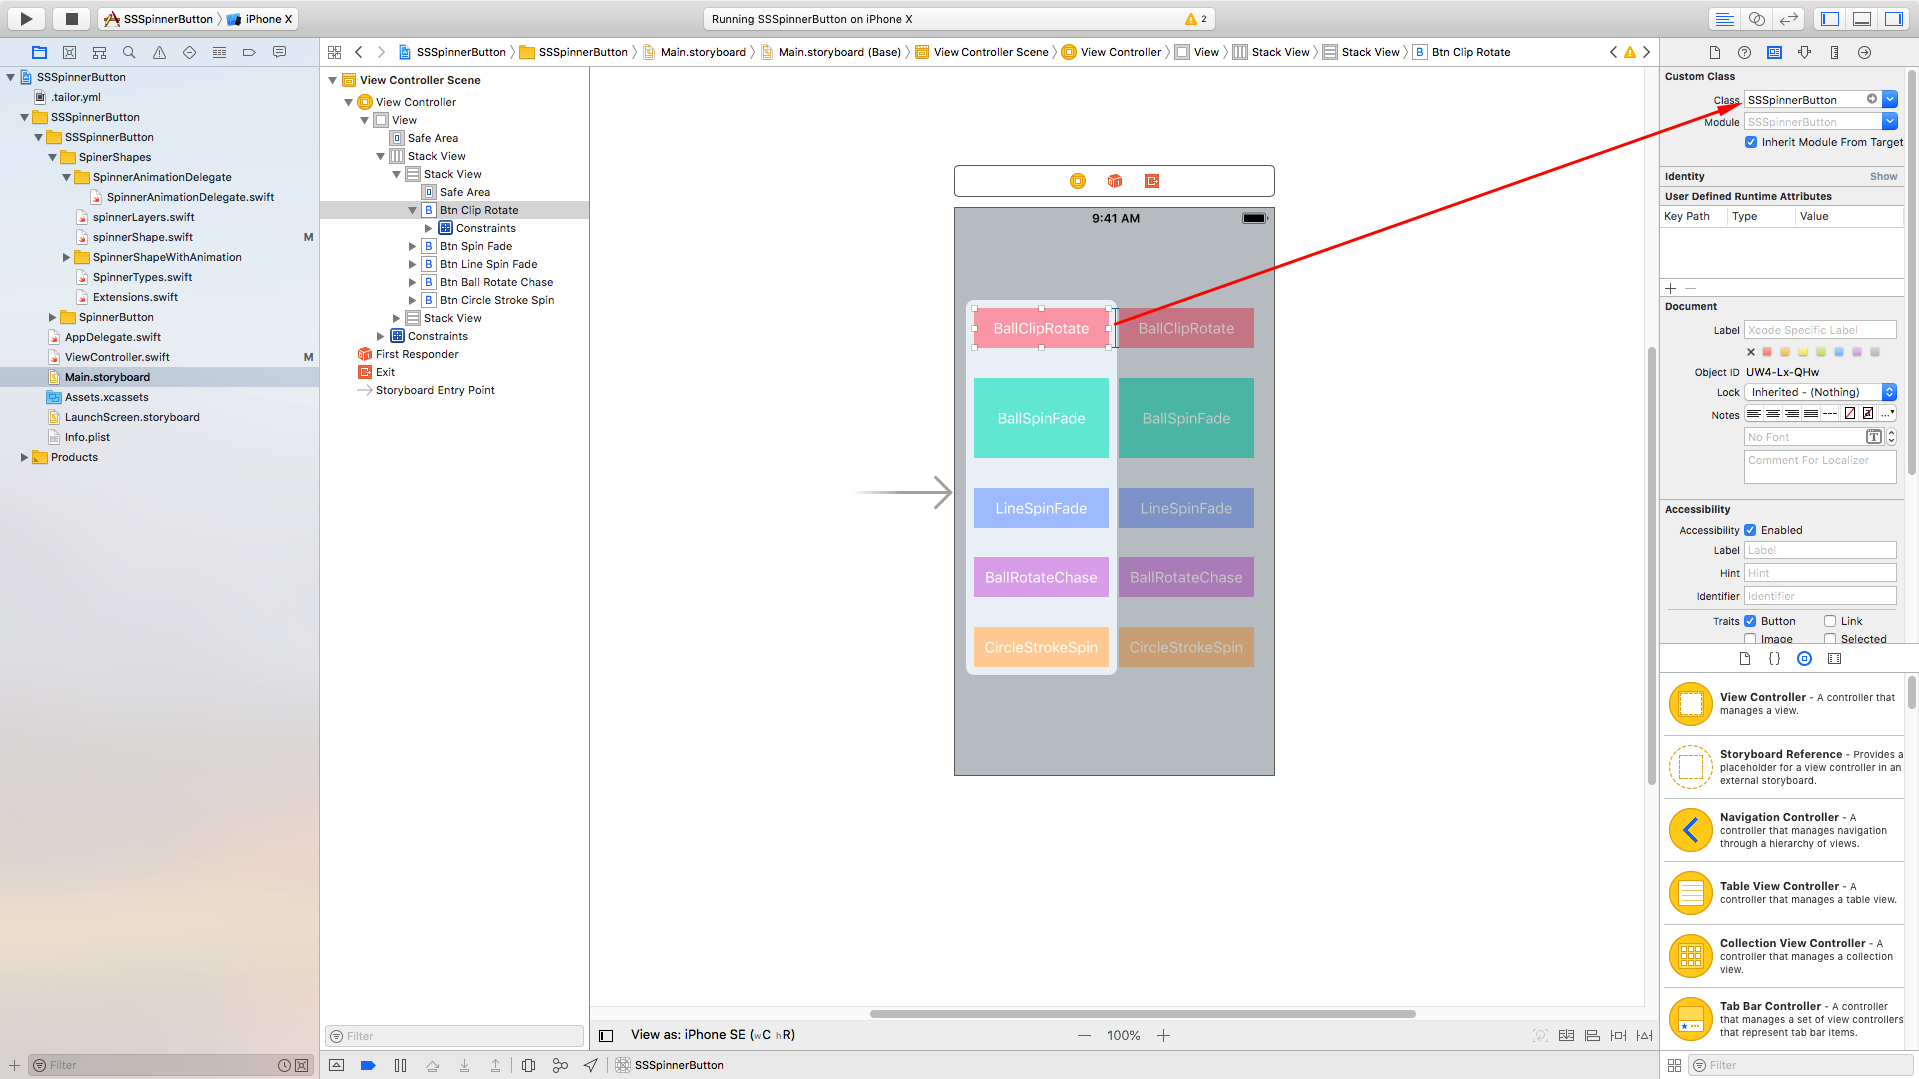 SSSpinnerButton iPhone X
Running SSSpinnerButton on iPhone X
2
SSSpinnerButton SSSpinnerButton Main.storyboard Main.storyboard (Base) View Controller Scene View Controller View Stack View Stack View B Btn Clip Rotate
SSSpinnerButton
.tailor.yml
SSSpinnerButton
SSSpinnerButton
SpinerShapes
SpinnerAnimationDelegate
SpinnerAnimationDelegate.swift
spinnerLayers.swift
spinnerShape.swift M
SpinnerShapeWithAnimation
SpinnerTypes.swift
Extensions.swift
SpinnerButton
AppDelegate.swift
ViewController.swift M
Main.storyboard
Assets.xcassets
LaunchScreen.storyboard
Info.plist
Products
Filter
View Controller Scene
View Controller
View
Safe Area
Stack View
Stack View
Safe Area
B Btn Clip Rotate
Constraints
B Btn Spin Fade
B Btn Line Spin Fade
B Btn Ball Rotate Chase
B Btn Circle Stroke Spin
Stack View
Constraints
First Responder
Exit
Storyboard Entry Point
Filter
9:41 AM
BallClipRotate BallClipRotate
BallSpinFade BallSpinFade
LineSpinFade LineSpinFade
BallRotateChase BallRotateChase
CircleStrokeSpin CircleStrokeSpin
View as: iPhone SE (wC hR)
100%
SSSpinnerButton
Custom Class
Class SSSpinnerButton
Module SSSpinnerButton
Inherit Module From Target
Identity Show
User Defined Runtime Attributes
Key Path Type Value
Document
Label Xcode Specific Label
Object ID UW4-Lx-QHw
Lock Inherited - (Nothing)
Notes
No Font T
Comment For Localizer
Accessibility
Accessibility Enabled
Label Label
Hint Hint
Identifier Identifier
Traits Button Link
Image Selected
View Controller - A controller that
manages a view.
Storyboard Reference - Provides a
placeholder for a view controller in an
external storyboard.
Navigation Controller - A
controller that manages navigation
through a hierarchy of views.
Table View Controller - A
controller that manages a table view.
Collection View Controller - A
controller that manages a collection
view.
Tab Bar Controller - A controller
that manages a set of view controllers
that represent tab bar items.
Filter